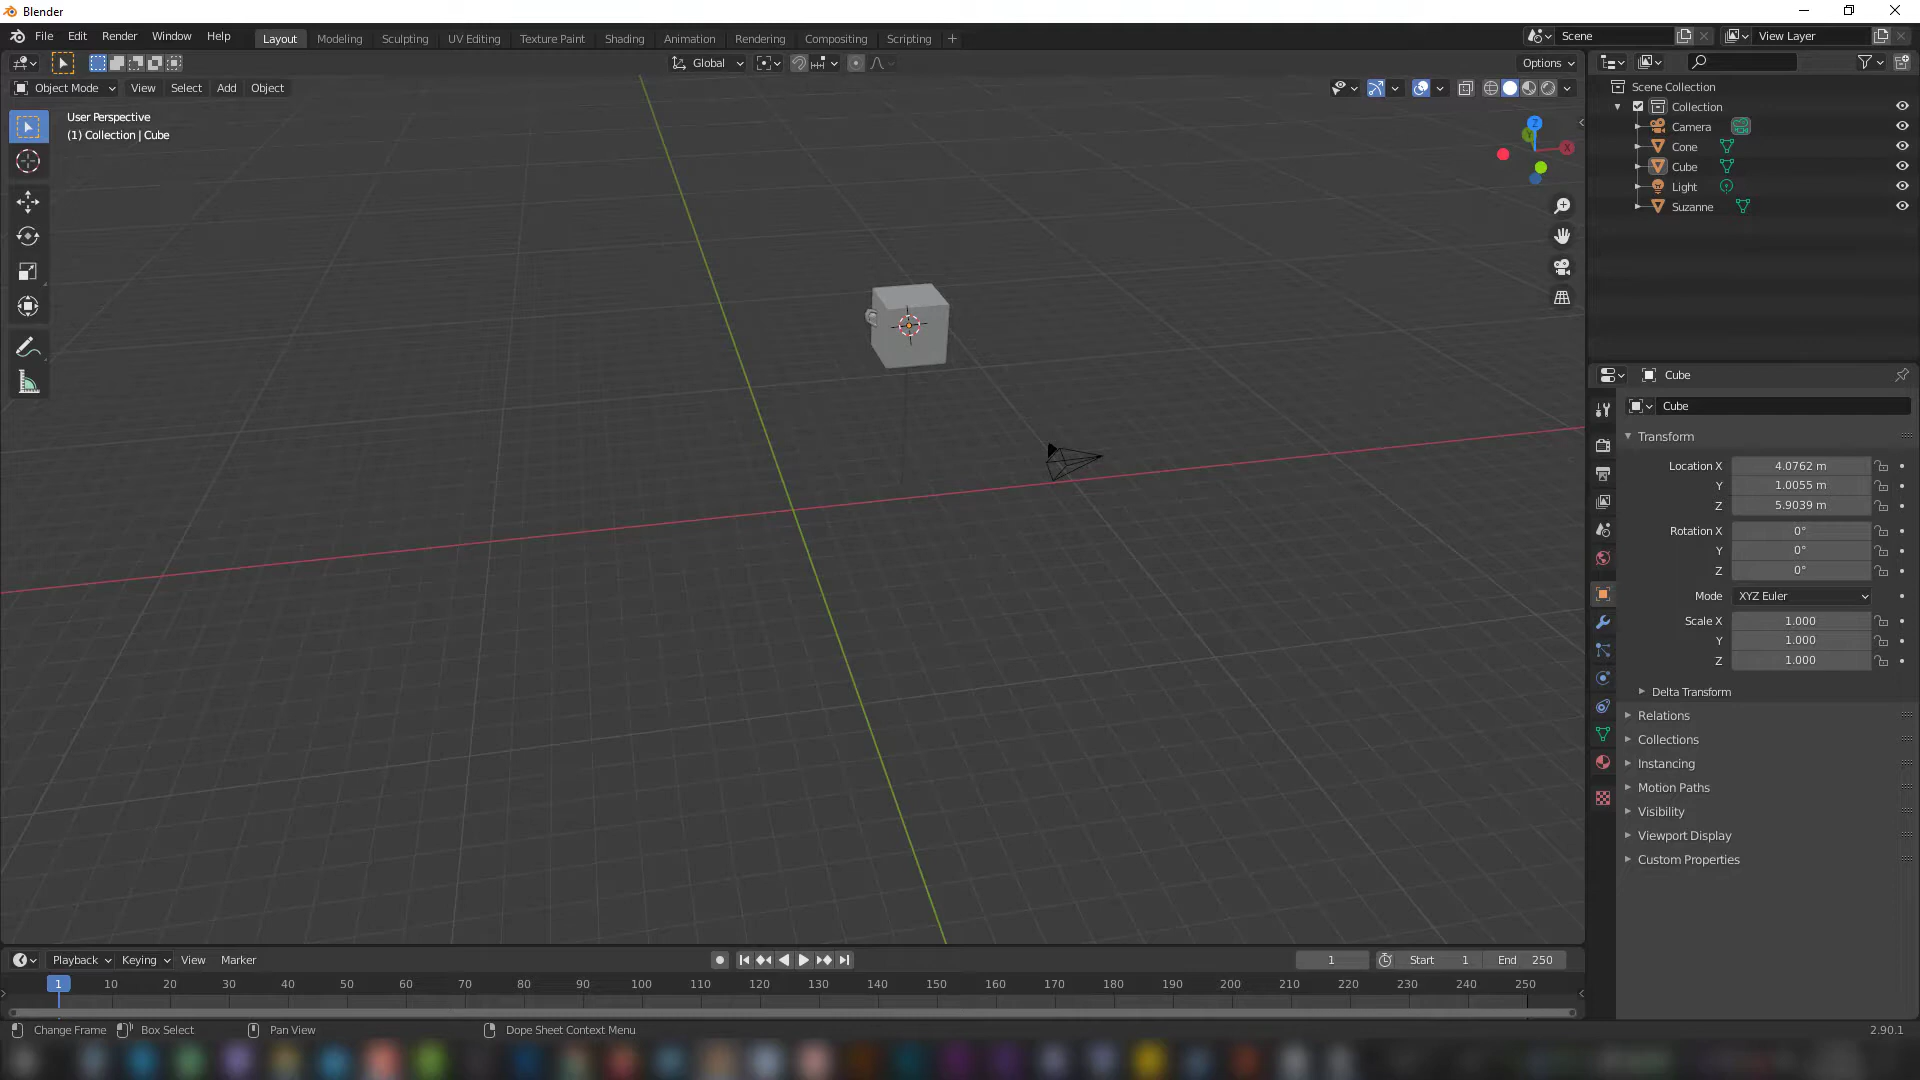 Blender
File Edit Render Window Help Layout Modeling Sculpting UV Editing Texture Paint Shading Animation Rendering Compositing Scripting + Scene View Layer
Global Options
Object Mode View Select Add Object
User Perspective
(1) Collection | Cube
Z
Y
X
Scene Collection
Collection
Camera
Cone
Cube
Light
Suzanne
Cube
Cube
Transform
Location X 4.0762 m
Y 1.0055 m
Z 5.9039 m
Rotation X 0°
Y 0°
Z 0°
Mode XYZ Euler
Scale X 1.000
Y 1.000
Z 1.000
Delta Transform
Relations
Collections
Instancing
Motion Paths
Visibility
Viewport Display
Custom Properties
Playback Keying View Marker 1 Start 1 End 250
1 10 20 30 40 50 60 70 80 90 100 110 120 130 140 150 160 170 180 190 200 210 220 230 240 250
Change Frame Box Select Pan View Dope Sheet Context Menu 2.90.1